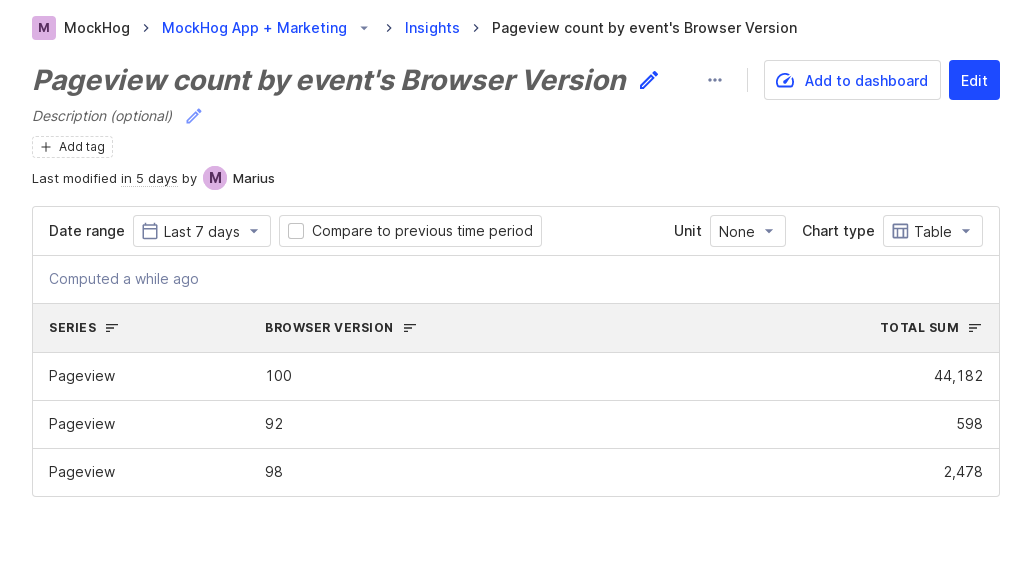 M MockHog MockHog App + Marketing Insights Pageview count by event's Browser Version
Pageview count by event's Browser Version
Add to dashboard Edit
Description (optional)
Add tag
Last modified in 5 days by M Marius
Date range Last 7 days Compare to previous time period Unit None Chart type Table
Computed a while ago
SERIES BROWSER VERSION TOTAL SUM
Pageview 100 44,182
Pageview 92 598
Pageview 98 2,478